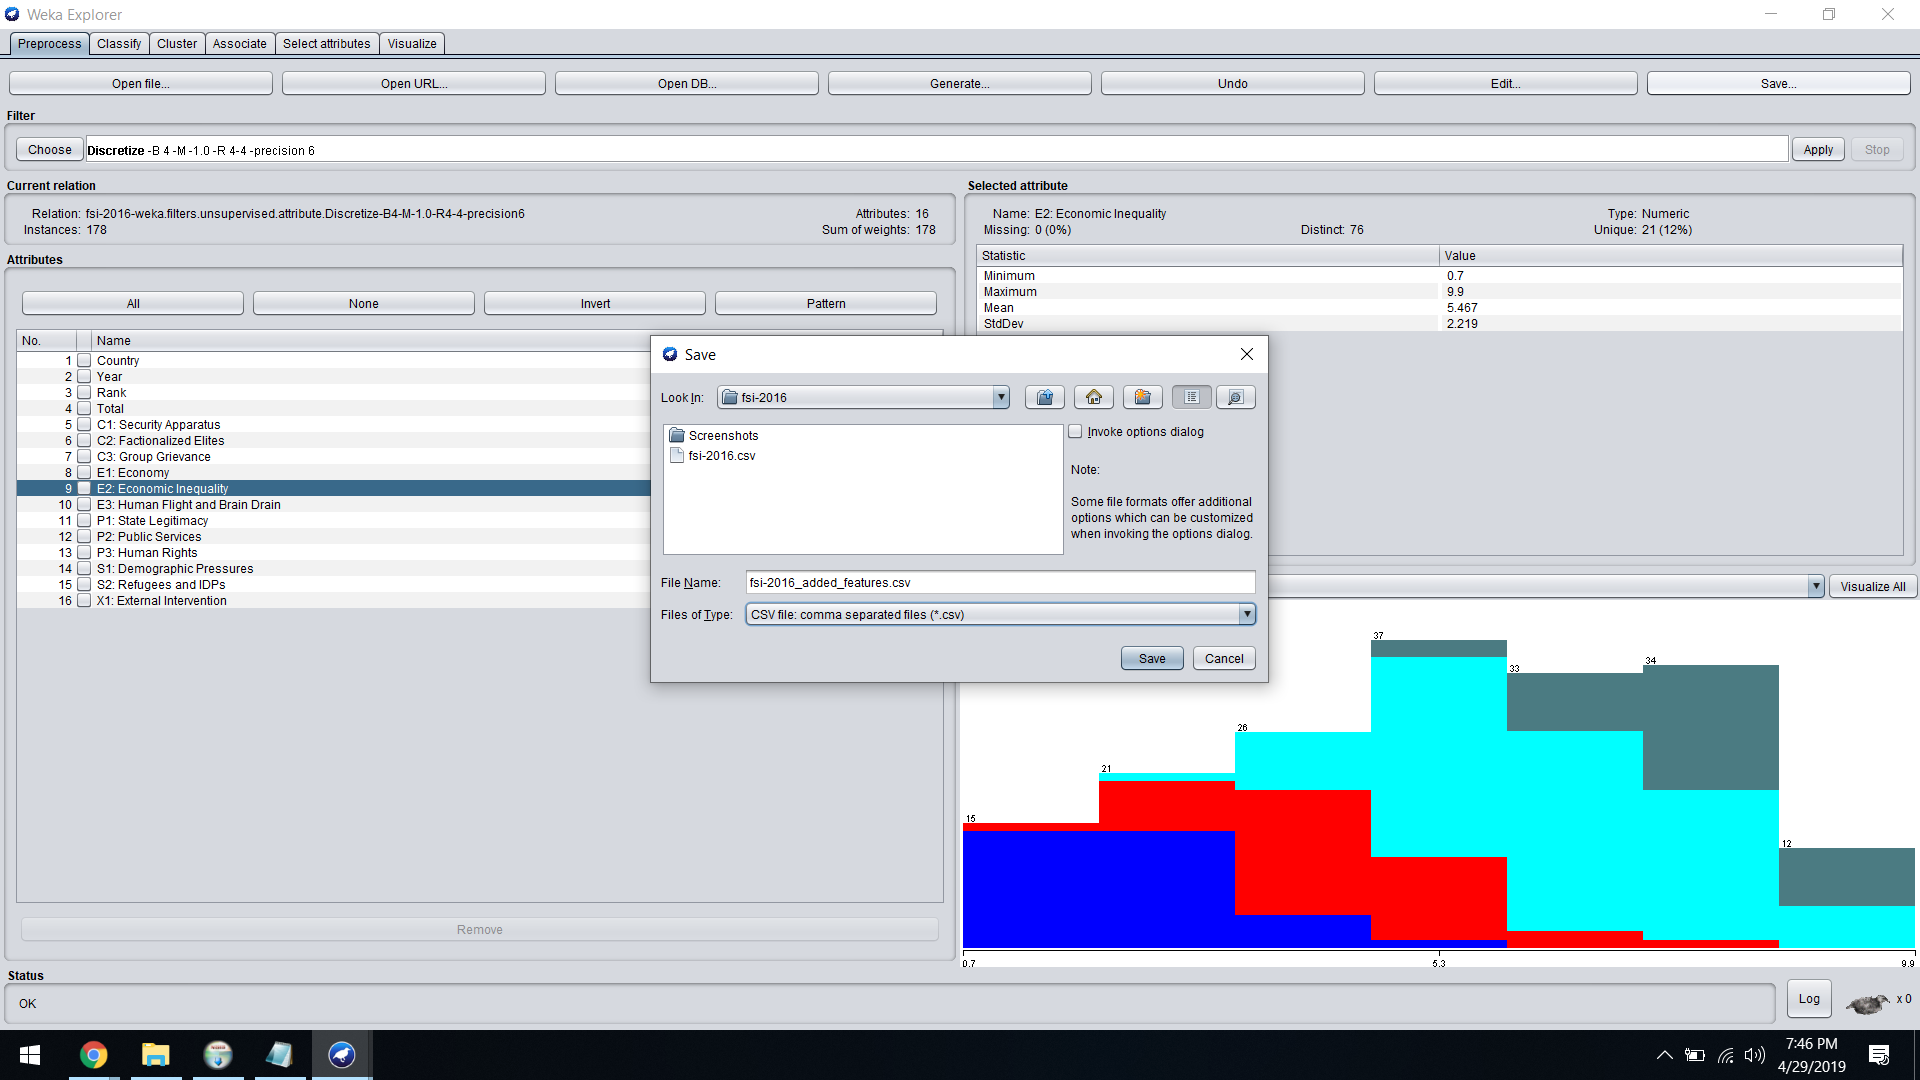 Weka Explorer
Preprocess Classify Cluster Associate Select attributes Visualize
Open file... Open URL... Open DB... Generate... Undo Edit... Save...
Filter
Choose Discretize -B 4 -M -1.0 -R 4-4 -precision 6 Apply Stop
Current relation
Relation: fsi-2016-weka.filters.unsupervised.attribute.Discretize-B4-M-1.0-R4-4-precision6 Attributes: 16
Instances: 178 Sum of weights: 178
Attributes
All None Invert Pattern
No. Name
1 Country
2 Year
3 Rank
4 Total
5 C1: Security Apparatus
6 C2: Factionalized Elites
7 C3: Group Grievance
8 E1: Economy
9 E2: Economic Inequality
10 E3: Human Flight and Brain Drain
11 P1: State Legitimacy
12 P2: Public Services
13 P3: Human Rights
14 S1: Demographic Pressures
15 S2: Refugees and IDPs
16 X1: External Intervention
Remove
Selected attribute
Name: E2: Economic Inequality Type: Numeric
Missing: 0 (0%) Distinct: 76 Unique: 21 (12%)
Statistic Value
Minimum 0.7
Maximum 9.9
Mean 5.467
StdDev 2.219
Save
Look In: fsi-2016
Screenshots
fsi-2016.csv
Invoke options dialog
Note:
Some file formats offer additional
options which can be customized
when invoking the options dialog.
File Name: fsi-2016_added_features.csv
Files of Type: CSV file: comma separated files (*.csv)
Save Cancel
Visualize All
15
21
26
37
33
34
12
0.7 5.3 9.9
Status
OK
Log x 0
7:46 PM
4/29/2019